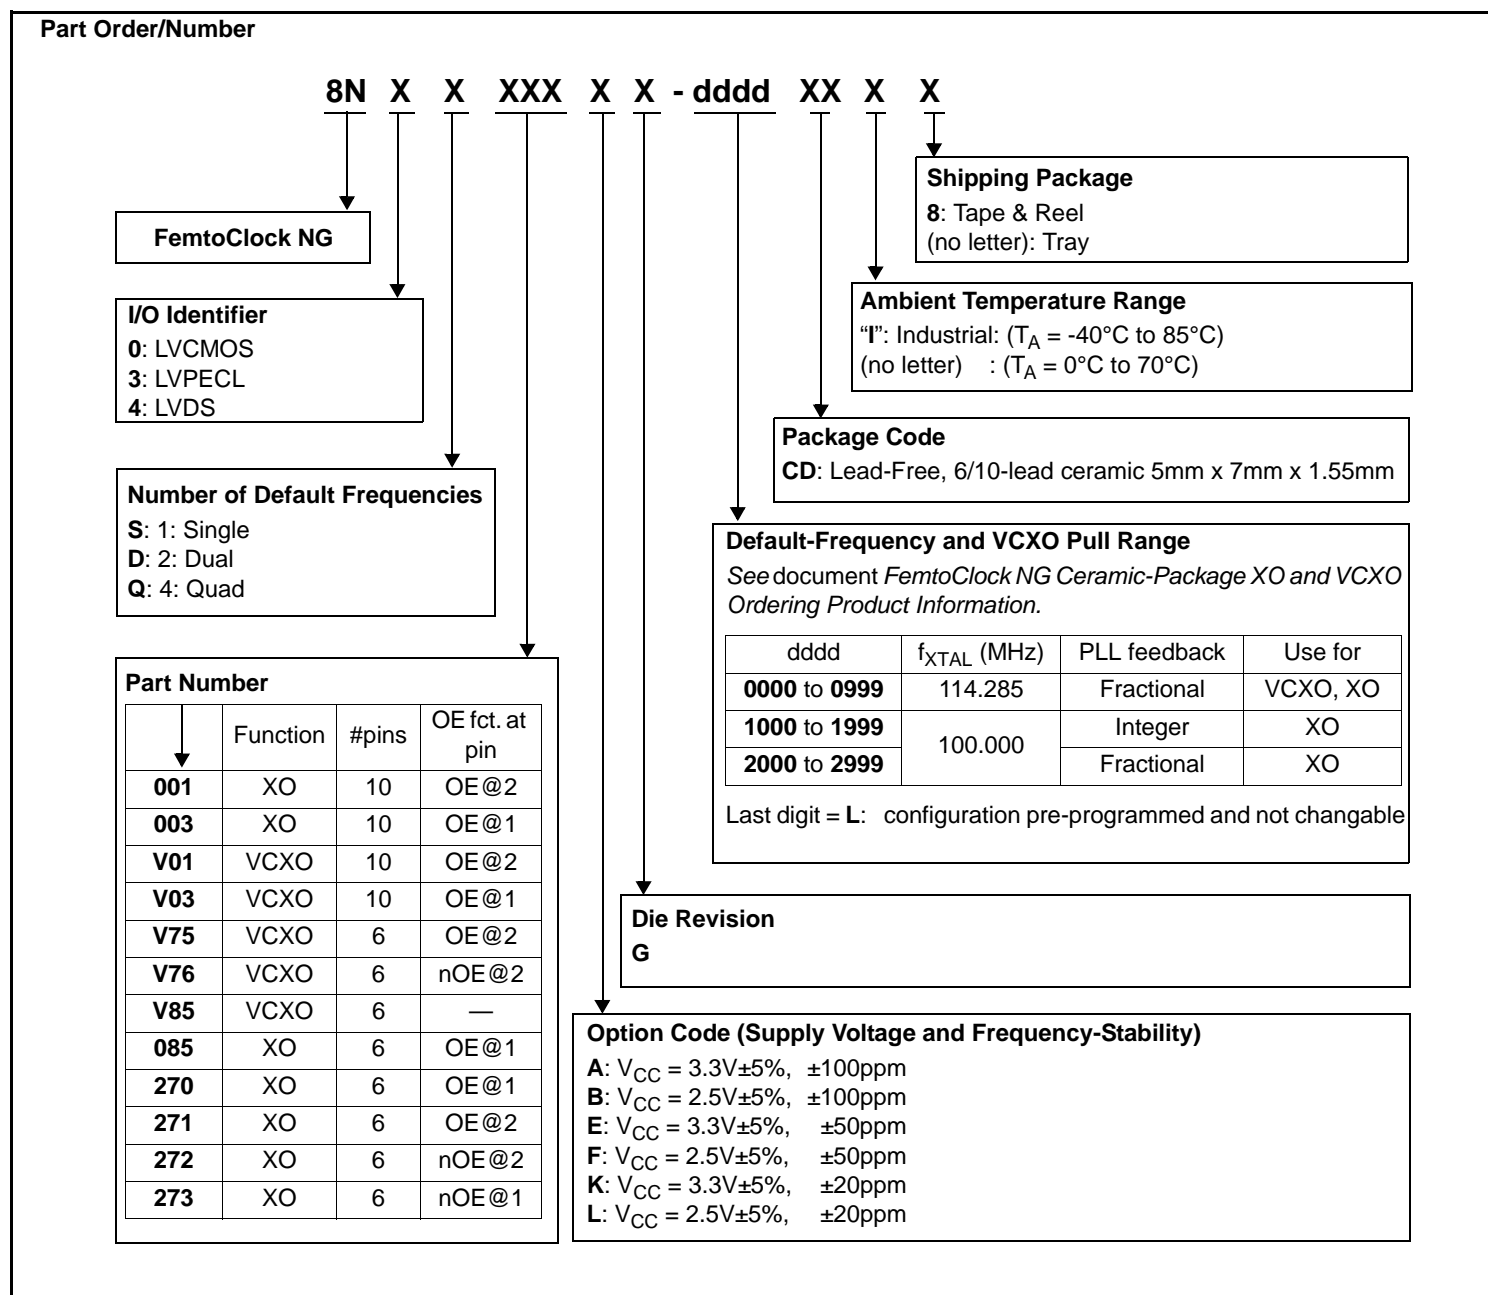 Part Order/Number
8N X X XXX X X - dddd XX X X
Shipping Package
8: Tape & Reel
(no letter): Tray
FemtoClock NG
Ambient Temperature Range
“I”: Industrial: (TA = -40°C to 85°C)
(no letter) : (TA = 0°C to 70°C)
I/O Identifier
0: LVCMOS
3: LVPECL
4: LVDS
Package Code
CD: Lead-Free, 6/10-lead ceramic 5mm x 7mm x 1.55mm
Number of Default Frequencies
S: 1: Single
D: 2: Dual
Q: 4: Quad
Default-Frequency and VCXO Pull Range
See document FemtoClock NG Ceramic-Package XO and VCXO
Ordering Product Information.
dddd fXTAL (MHz) PLL feedback Use for
0000 to 0999 114.285 Fractional VCXO, XO
1000 to 1999 100.000 Integer XO
2000 to 2999 Fractional XO
Last digit = L: configuration pre-programmed and not changable
Part Number
Function #pins OE fct. at
pin
001 XO 10 OE@2
003 XO 10 OE@1
V01 VCXO 10 OE@2
V03 VCXO 10 OE@1
V75 VCXO 6 OE@2
V76 VCXO 6 nOE@2
V85 VCXO 6 —
085 XO 6 OE@1
270 XO 6 OE@1
271 XO 6 OE@2
272 XO 6 nOE@2
273 XO 6 nOE@1
Die Revision
G
Option Code (Supply Voltage and Frequency-Stability)
A: VCC = 3.3V±5%, ±100ppm
B: VCC = 2.5V±5%, ±100ppm
E: VCC = 3.3V±5%, ±50ppm
F: VCC = 2.5V±5%, ±50ppm
K: VCC = 3.3V±5%, ±20ppm
L: VCC = 2.5V±5%, ±20ppm